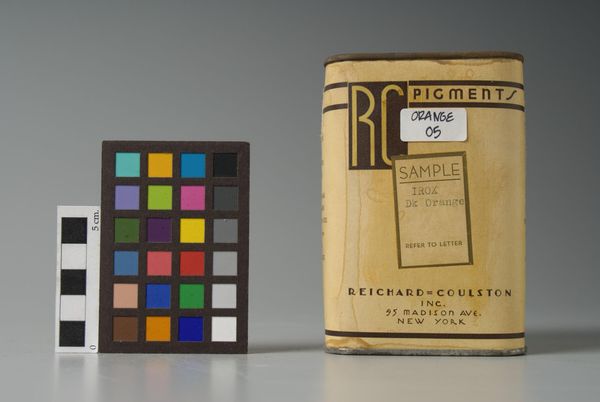 5 cm.
0
RC
PIGMENTS
ORANGE
05
SAMPLE
IROX
Dk Orange
REFER TO LETTER
REICHARD=COULSTON
INC.
95 MADISON AVE.
NEW YORK